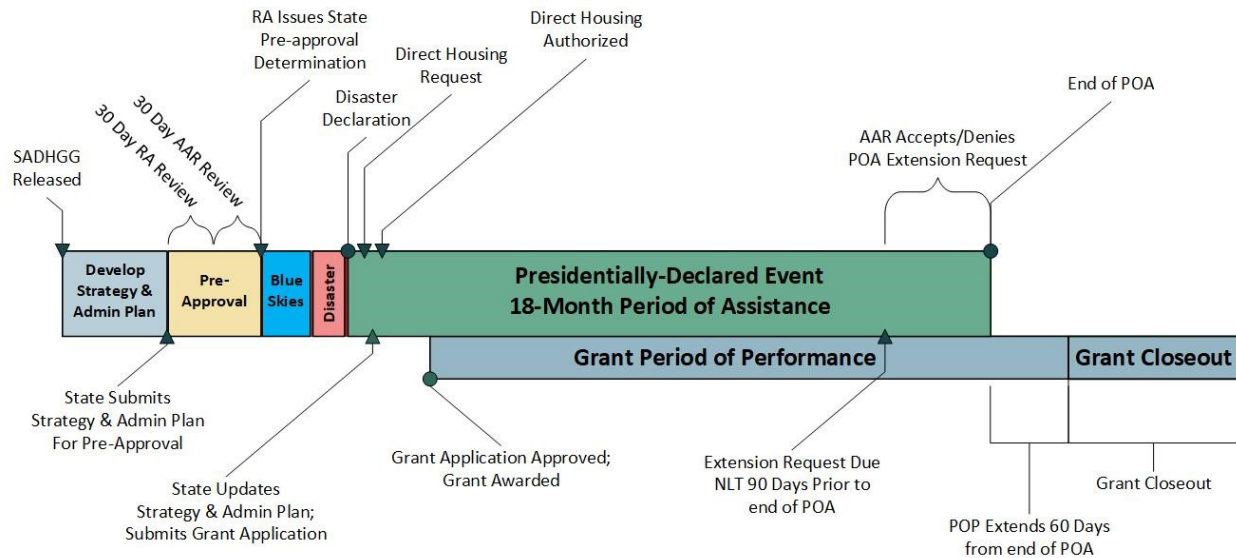 RA Issues State
Pre-approval
Determination
Direct Housing
Authorized
Direct Housing
Request
30 Day AAR Review
30 Day RA Review
Disaster
Declaration
End of POA
SADHGG
Released
AAR Accepts/Denies
POA Extension Request
Develop
Strategy &
Admin Plan
Pre-
Approval
Blue
Skies
Disaster
Presidentially-Declared Event
18-Month Period of Assistance
Grant Period of Performance
Grant Closeout
State Submits
Strategy & Admin Plan
For Pre-Approval
State Updates
Strategy & Admin Plan;
Submits Grant Application
Grant Application Approved;
Grant Awarded
Extension Request Due
NLT 90 Days Prior to
end of POA
Grant Closeout
POP Extends 60 Days
from end of POA